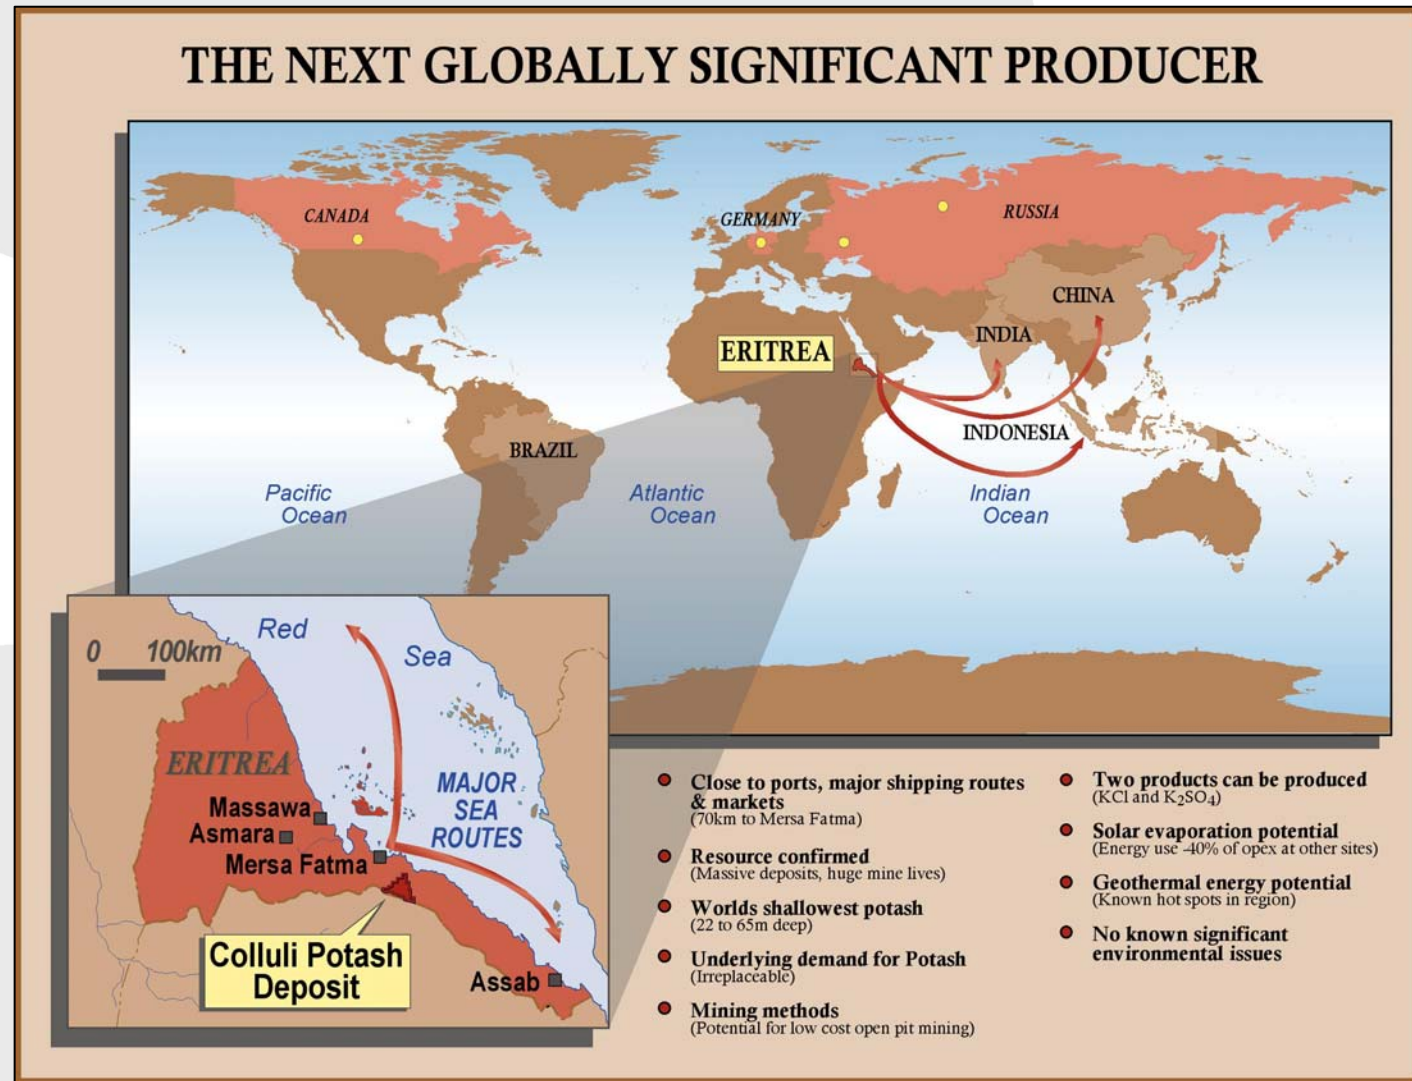 THE NEXT GLOBALLY SIGNIFICANT PRODUCER
CANADA
GERMANY
RUSSIA
CHINA
INDIA
ERITREA
INDONESIA
BRAZIL
Pacific
Ocean
Atlantic
Ocean
Indian
Ocean
Red
Sea
0 100km
ERITREA
MAJOR
SEA
ROUTES
Massawa
Asmara
Mersa Fatma
Colluli Potash
Deposit
Assab
Close to ports, major shipping routes
& markets
(70km to Mersa Fatma)
Resource confirmed
(Massive deposits, huge mine lives)
Worlds shallowest potash
(22 to 65m deep)
Underlying demand for Potash
(Irreplaceable)
Mining methods
(Potential for low cost open pit mining)
Two products can be produced
(KCl and K₂SO₄)
Solar evaporation potential
(Energy use -40% of opex at other sites)
Geothermal energy potential
(Known hot spots in region)
No known significant
environmental issues